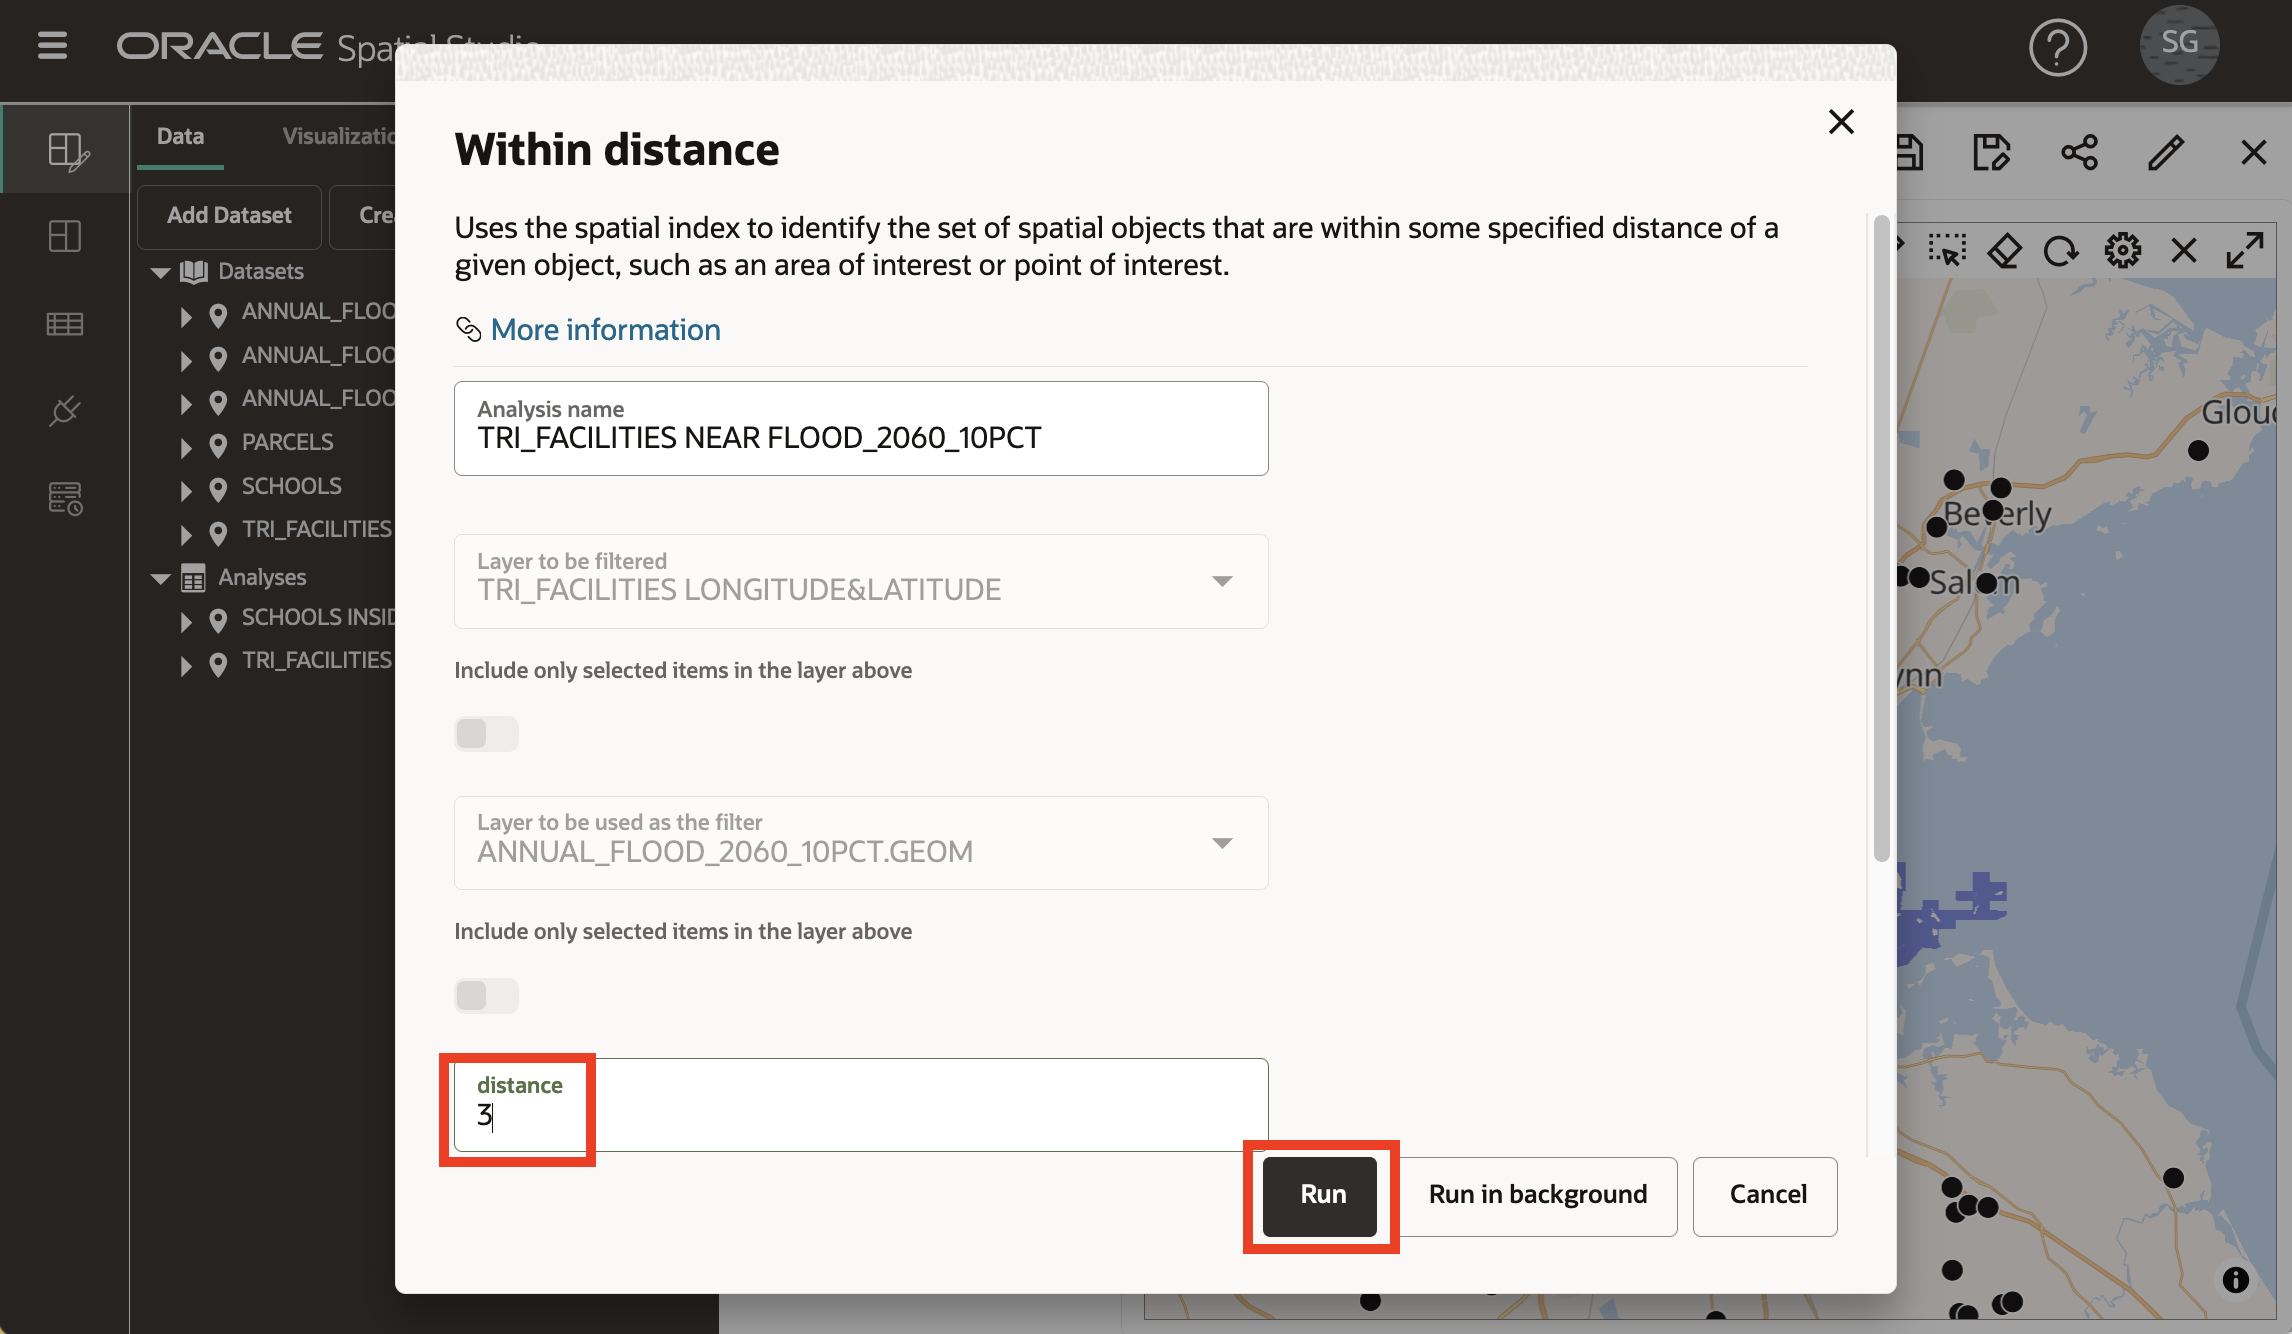 ORACLE Spatial Studio
SG
Data
Visualizatio
Add Dataset
Cre
Datasets
ANNUAL_FLOO
ANNUAL_FLOO
ANNUAL_FLOO
PARCELS
SCHOOLS
TRI_FACILITIES
Analyses
SCHOOLS INSID
TRI_FACILITIES
Within distance
Uses the spatial index to identify the set of spatial objects that are within some specified distance of a
given object, such as an area of interest or point of interest.
More information
Analysis name
TRI_FACILITIES NEAR FLOOD_2060_10PCT
Layer to be filtered
TRI_FACILITIES LONGITUDE&LATITUDE
Include only selected items in the layer above
Layer to be used as the filter
ANNUAL_FLOOD_2060_10PCT.GEOM
Include only selected items in the layer above
distance
3
Run
Run in background
Cancel
Glouc
Beverly
Salem
ynn